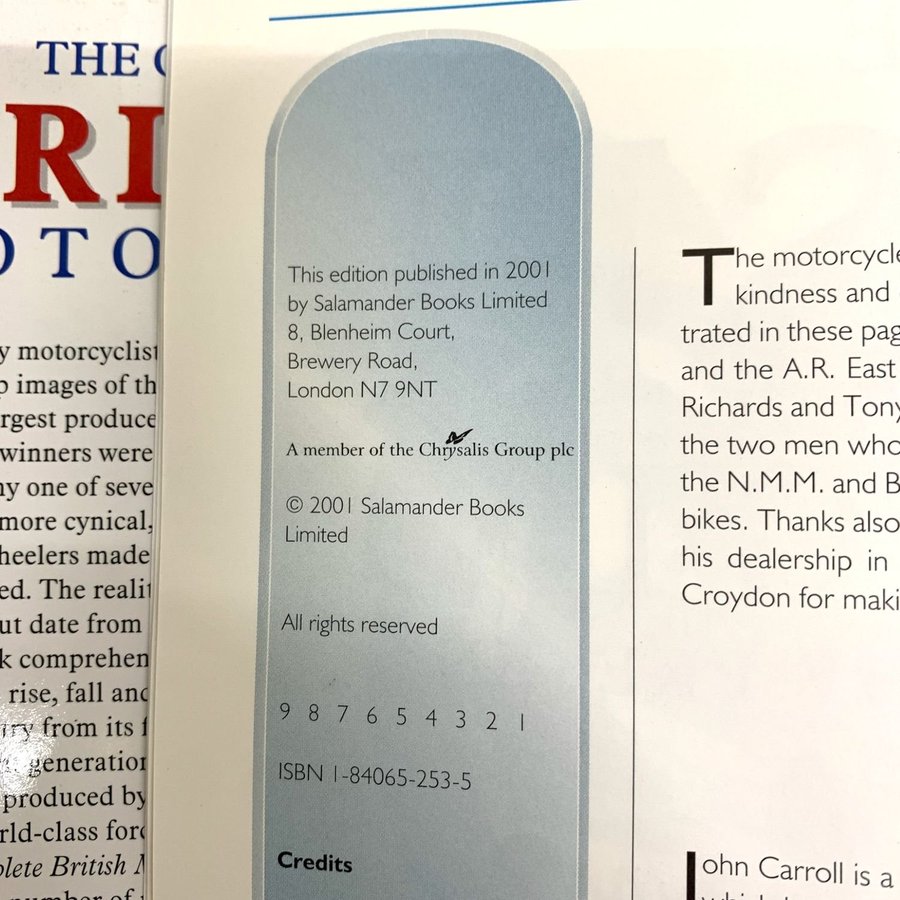 THE
RI
OTO
motorcyclist
images of th
rgest produce
winners were
ny one of seve
more cynical,
heelers made
ed. The realit
ut date from
k comprehen
rise, fall and
try from its f
generation
produced by
rld-class for
plete British M
number of
This edition published in 2001
by Salamander Books Limited
8, Blenheim Court,
Brewery Road,
London N7 9NT
A member of the Chrysalis Group plc
© 2001 Salamander Books
Limited
All rights reserved
9 8 7 6 5 4 3 2 1
ISBN 1-84065-253-5
Credits
The motorcycle
kindness and
trated in these pag
and the A.R. East
Richards and Tony
the two men who
the N.M.M. and B
bikes. Thanks also
his dealership in
Croydon for maki
John Carroll is a